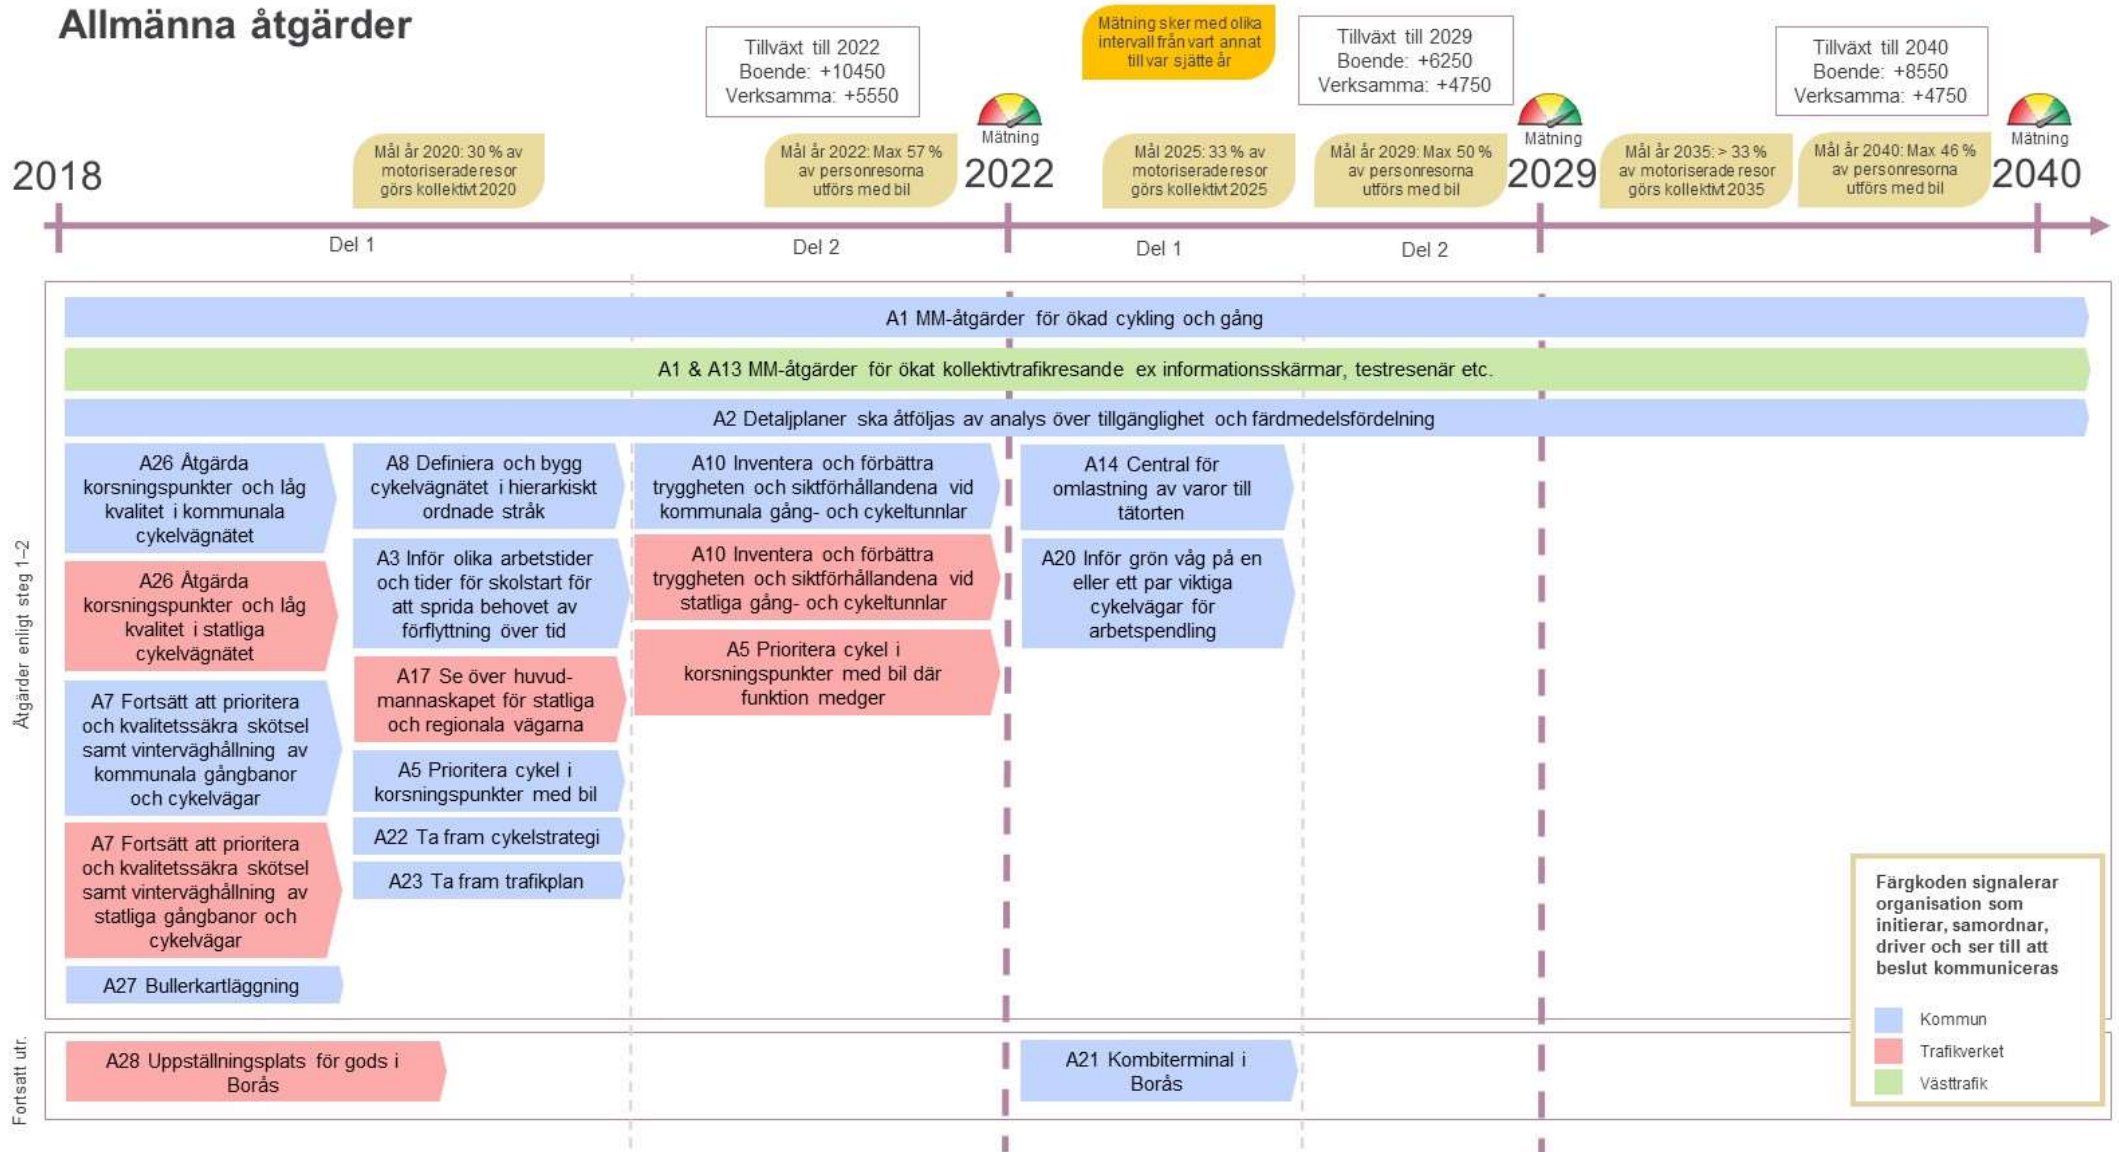 Allmänna åtgärder
Tillväxt till 2022
Boende: +10450
Verksamma: +5550
Mätning sker med olika
intervall från vart annat
till var sjätte år
Tillväxt till 2029
Boende: +6250
Verksamma: +4750
Tillväxt till 2040
Boende: +8550
Verksamma: +4750
2018
Mål år 2020: 30 % av
motoriserade resor
görs kollektivt 2020
Mål år 2022: Max 57 %
av personresorna
utförs med bil
Mätning
2022
Mål 2025: 33 % av
motoriserade resor
görs kollektivt 2025
Mål år 2029: Max 50 %
av personresorna
utförs med bil
Mätning
2029
Mål år 2035: > 33 %
av motoriserade resor
görs kollektivt 2035
Mål år 2040: Max 46 %
av personresorna
utförs med bil
Mätning
2040
Del 1
Del 2
Del 1
Del 2
Åtgärder enligt steg 1–2
A1 MM-åtgärder för ökad cykling och gång
A1 & A13 MM-åtgärder för ökat kollektivtrafikresande ex informationsskärmar, testresenär etc.
A2 Detaljplaner ska åtföljas av analys över tillgänglighet och färdmedelsfördelning
A26 Åtgärda
korsningspunkter och låg
kvalitet i kommunala
cykelvägnätet
A26 Åtgärda
korsningspunkter och låg
kvalitet i statliga
cykelvägnätet
A7 Fortsätt att prioritera
och kvalitetssäkra skötsel
samt vinterväghållning av
kommunala gångbanor
och cykelvägar
A7 Fortsätt att prioritera
och kvalitetssäkra skötsel
samt vinterväghållning av
statliga gångbanor och
cykelvägar
A27 Bullerkartläggning
A8 Definiera och bygg
cykelvägnätet i hierarkiskt
ordnade stråk
A3 Inför olika arbetstider
och tider för skolstart för
att sprida behovet av
förflyttning över tid
A17 Se över huvud-
mannaskapet för statliga
och regionala vägarna
A5 Prioritera cykel i
korsningspunkter med bil
A22 Ta fram cykelstrategi
A23 Ta fram trafikplan
A10 Inventera och förbättra
tryggheten och siktförhållandena vid
kommunala gång- och cykeltunnlar
A10 Inventera och förbättra
tryggheten och siktförhållandena vid
statliga gång- och cykeltunnlar
A5 Prioritera cykel i
korsningspunkter med bil där
funktion medger
A14 Central för
omlastning av varor till
tätorten
A20 Inför grön våg på en
eller ett par viktiga
cykelvägar för
arbetspendling
Färgkoden signalerar
organisation som
initierar, samordnar,
driver och ser till att
beslut kommuniceras
Kommun
Trafikverket
Västtrafik
Fortsatt utr.
A28 Uppställningsplats för gods i
Borås
A21 Kombiterminal i
Borås